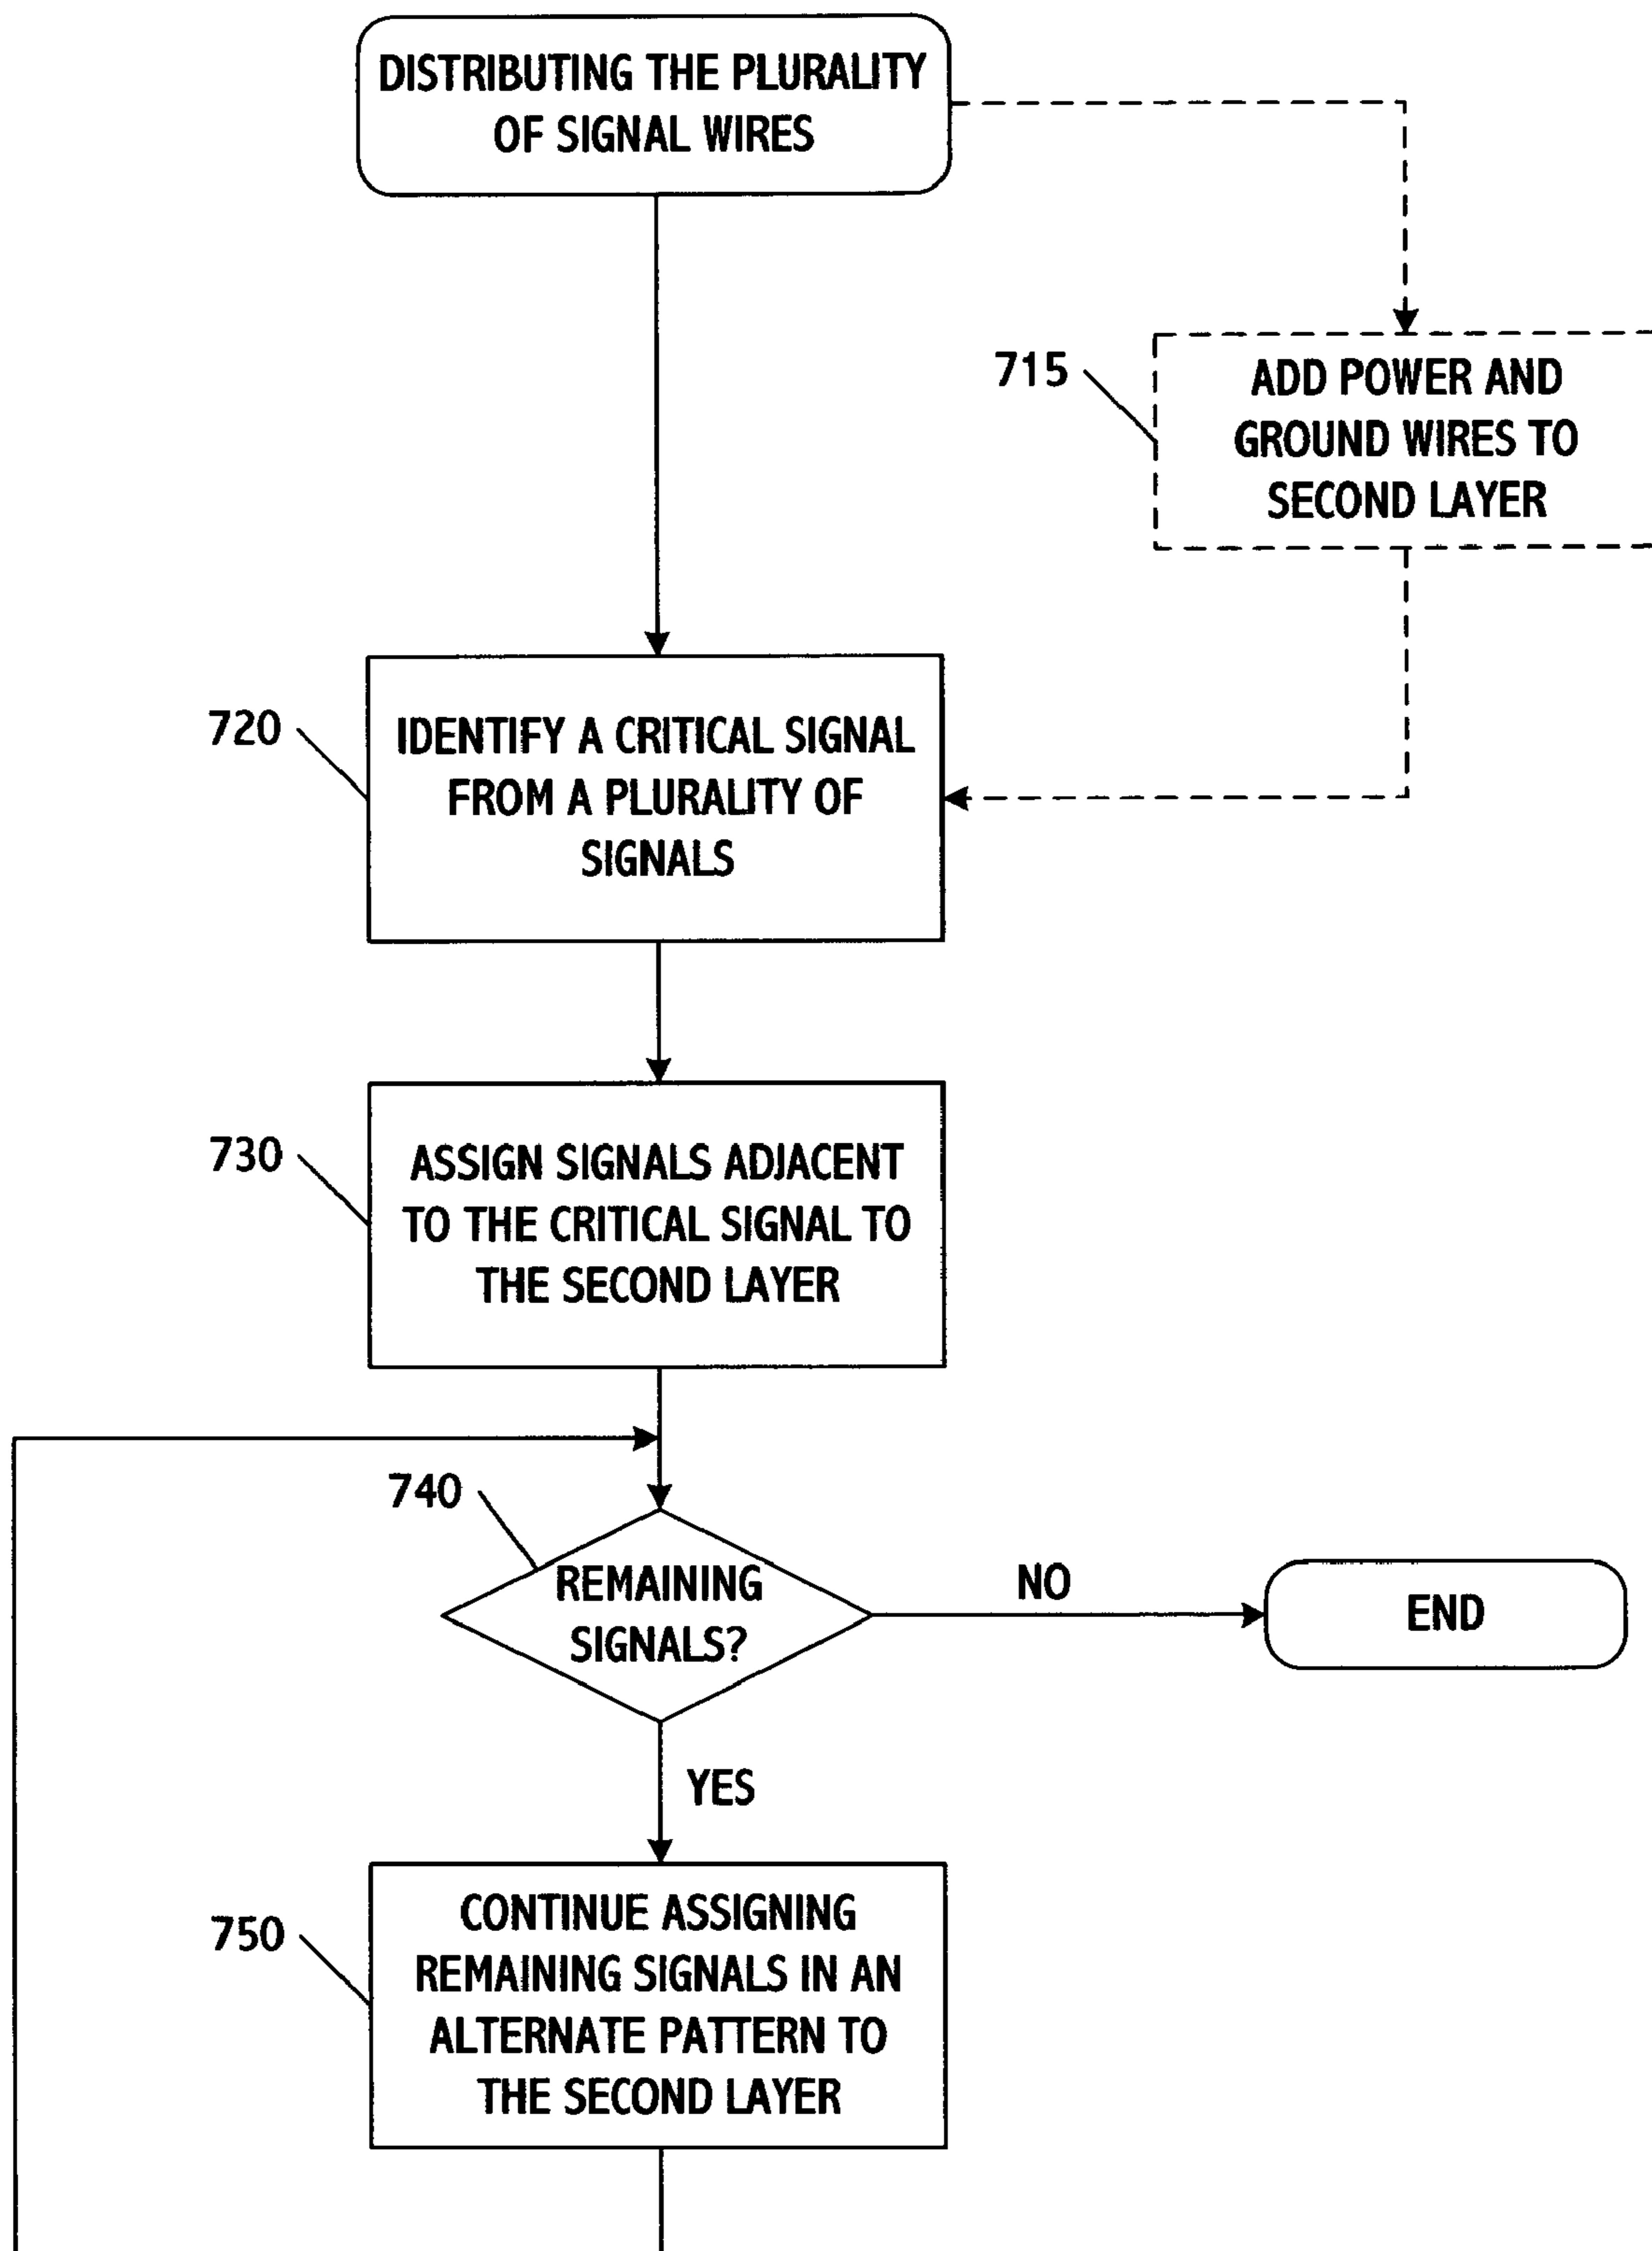 DISTRIBUTING THE PLURALITY
OF SIGNAL WIRES
715
ADD POWER AND
GROUND WIRES TO
SECOND LAYER
720
IDENTIFY A CRITICAL SIGNAL
FROM A PLURALITY OF
SIGNALS
730
ASSIGN SIGNALS ADJACENT
TO THE CRITICAL SIGNAL TO
THE SECOND LAYER
740
REMAINING
SIGNALS?
NO
END
YES
750
CONTINUE ASSIGNING
REMAINING SIGNALS IN AN
ALTERNATE PATTERN TO
THE SECOND LAYER